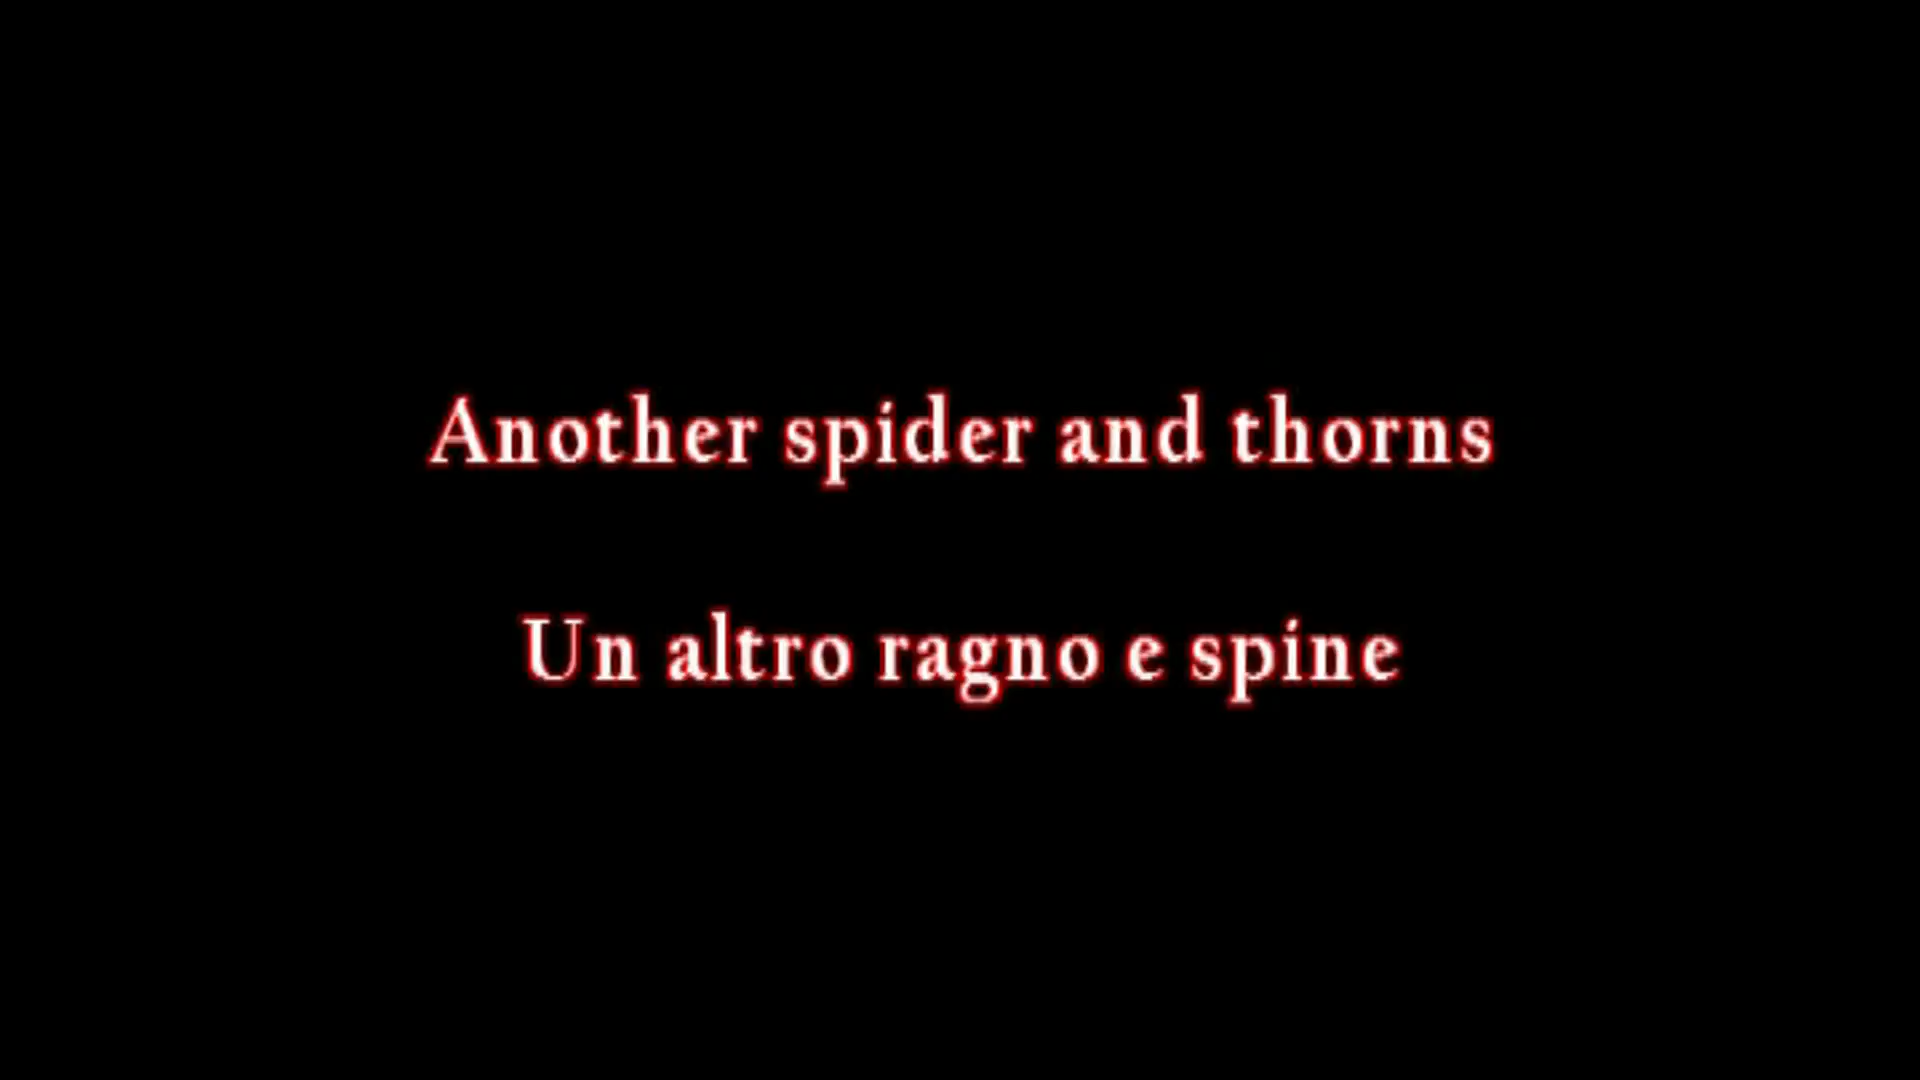 Another spider and thorns
Un altro ragno e spine